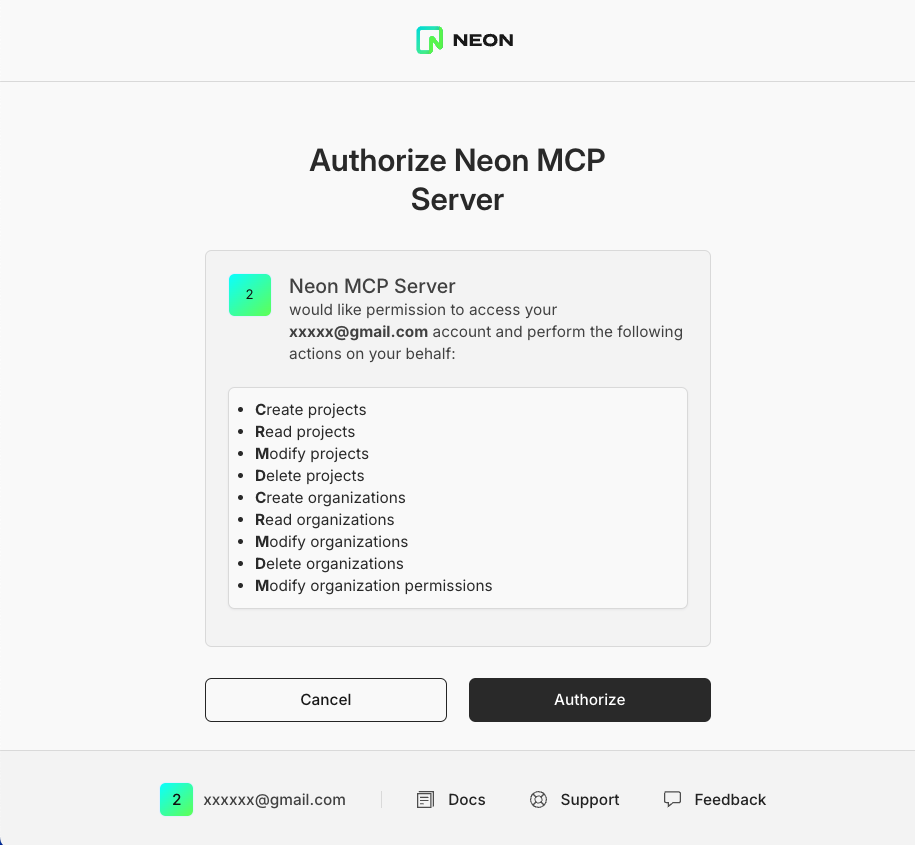 NEON
Authorize Neon MCP
Server
2
Neon MCP Server
would like permission to access your
xxxxx@gmail.com account and perform the following
actions on your behalf:
Create projects
Read projects
Modify projects
Delete projects
Create organizations
Read organizations
Modify organizations
Delete organizations
Modify organization permissions
Cancel
Authorize
2 xxxxxx@gmail.com
Docs
Support
Feedback